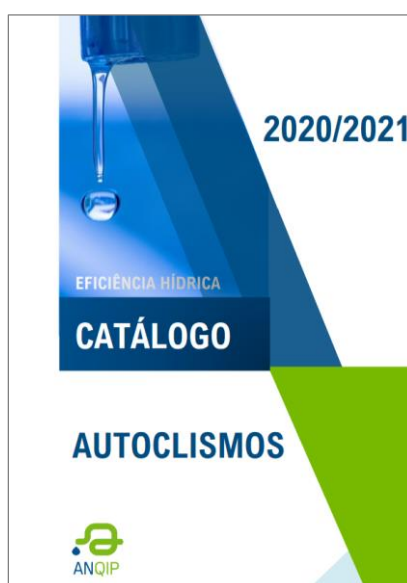 2020/2021
EFICIÊNCIA HÍDRICA
CATÁLOGO
AUTOCLISMOS
ANQIP